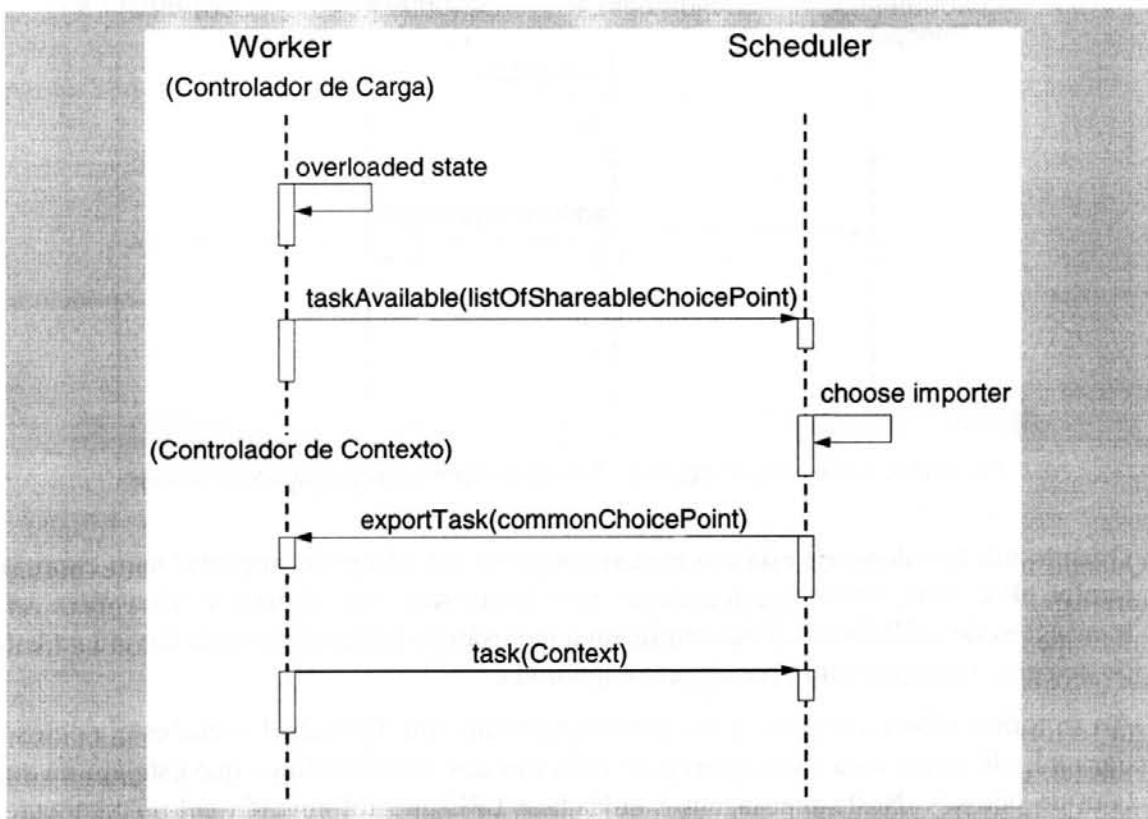 Worker
Scheduler
(Controlador de Carga)
overloaded state
taskAvailable(listOfShareableChoicePoint)
choose importer
(Controlador de Contexto)
exportTask(commonChoicePoint)
task(Context)